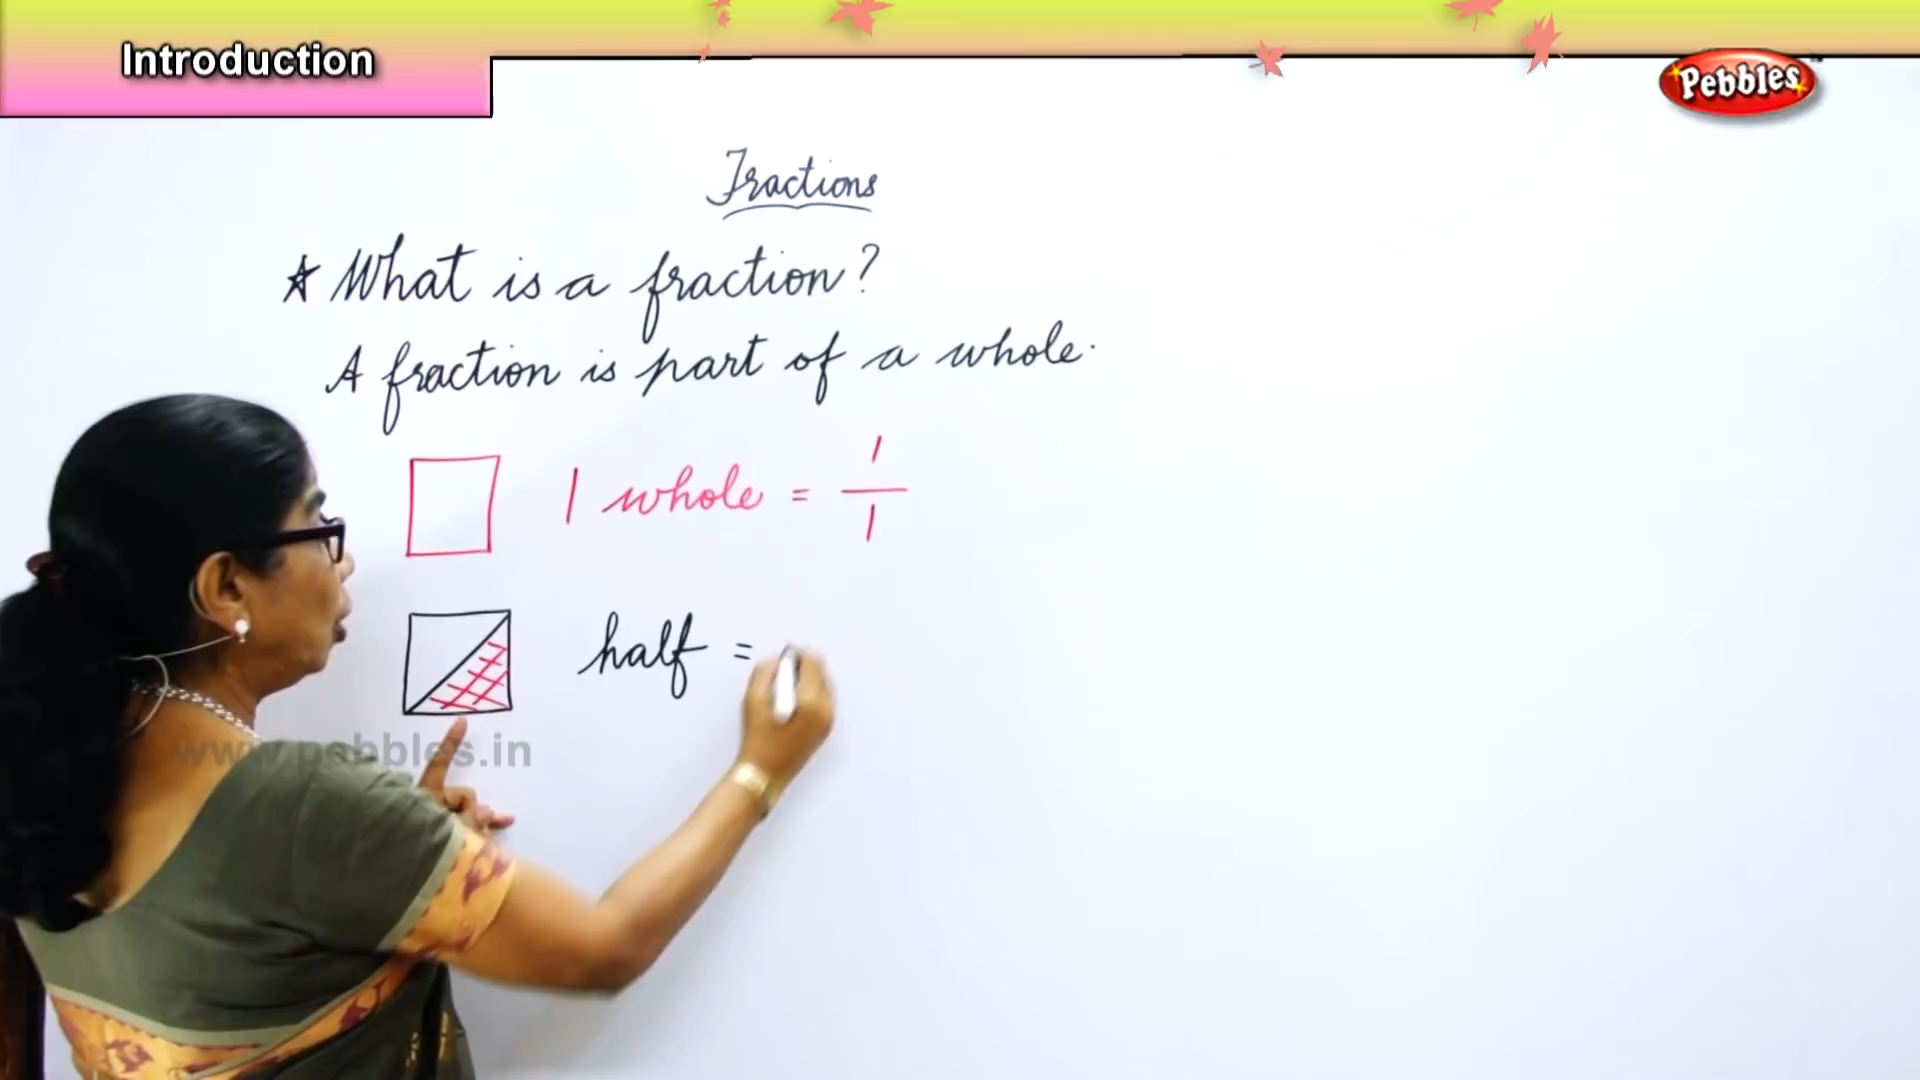 Introduction
Pebbles
Fractions
★ What is a fraction?
A fraction is part of a whole.
1 whole = 1/1
half =
www.pebbles.in